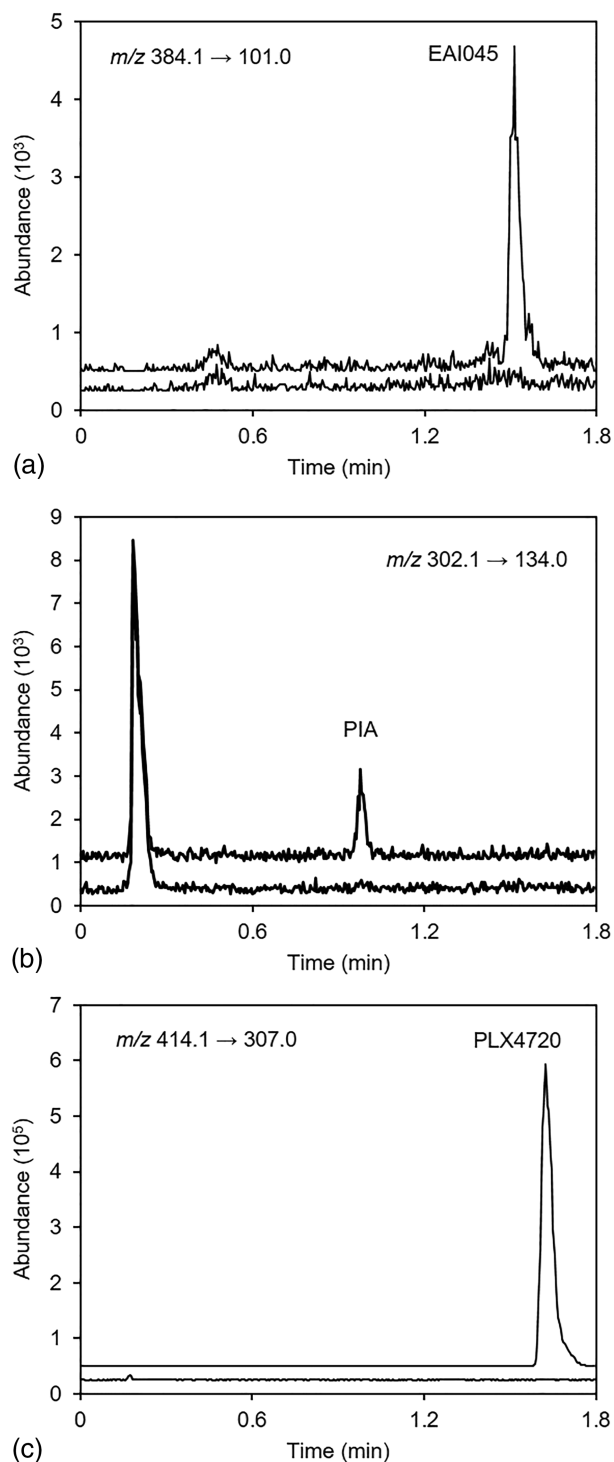 5
m/z 384.1 → 101.0
EAI045
4
3
2
1
0
Abundance (10³)
0 0.6 1.2 1.8
Time (min)
(a)
9
m/z 302.1 → 134.0
8
7
6
5
4
PIA
3
2
1
0
Abundance (10³)
0 0.6 1.2 1.8
Time (min)
(b)
7
m/z 414.1 → 307.0
PLX4720
6
5
4
3
2
1
0
Abundance (10⁵)
0 0.6 1.2 1.8
Time (min)
(c)